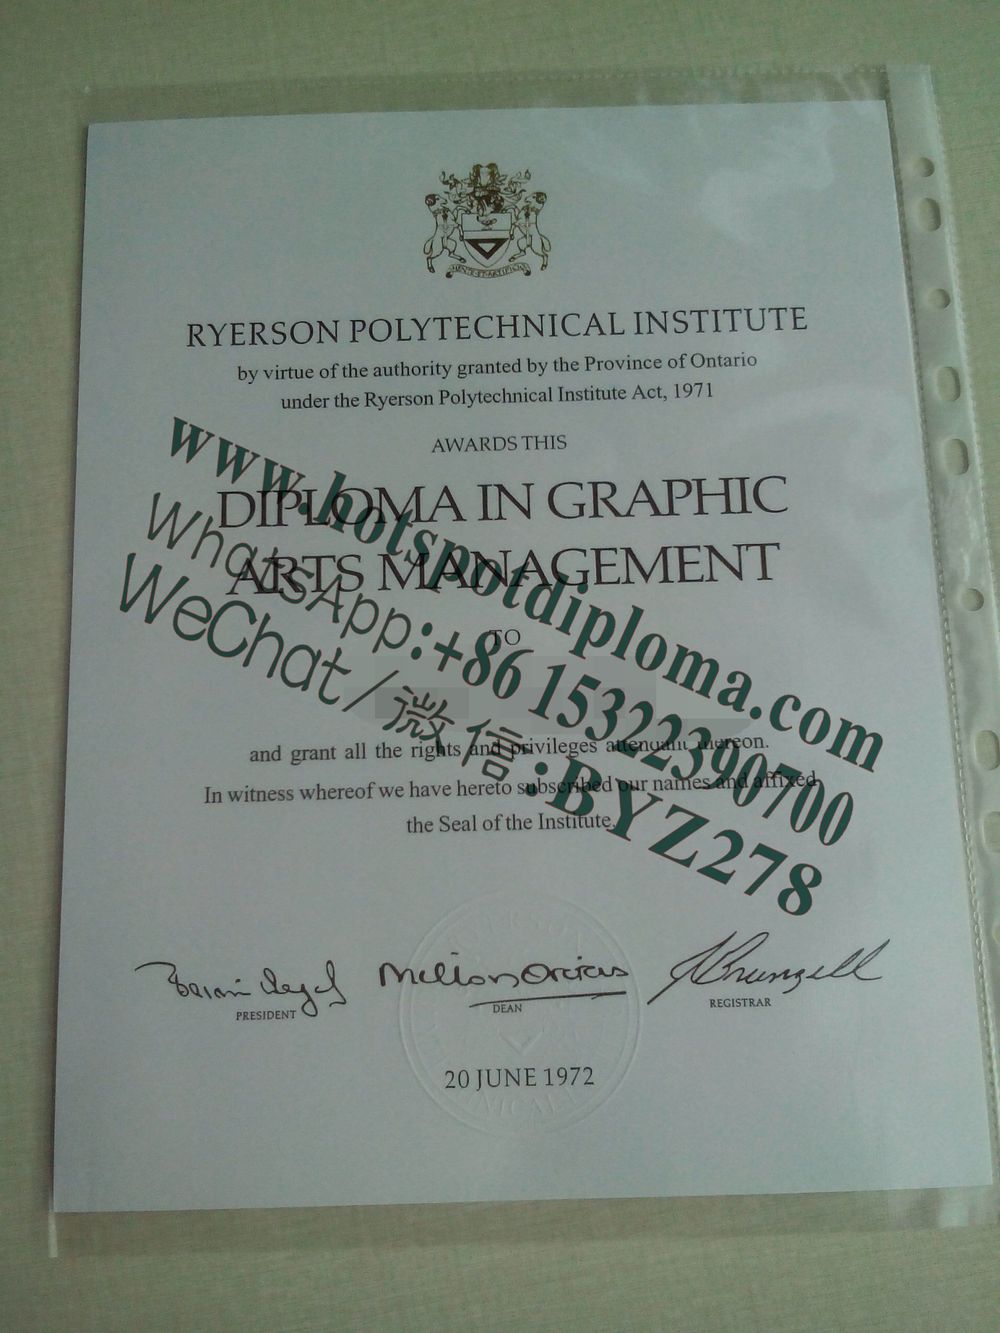 MENTE ET ARTIFICIO
RYERSON POLYTECHNICAL INSTITUTE
by virtue of the authority granted by the Province of Ontario
under the Ryerson Polytechnical Institute Act, 1971
AWARDS THIS
DIPLOMA IN GRAPHIC
ARTS MANAGEMENT
TO
and grant all the rights and privileges attendant thereon.
In witness whereof we have hereto subscribed our names and affixed
the Seal of the Institute.
www.hotspotdiploma.com
WhatsApp:+86 15322390700
WeChat/微信:BYZ278
PRESIDENT
DEAN
REGISTRAR
20 JUNE 1972